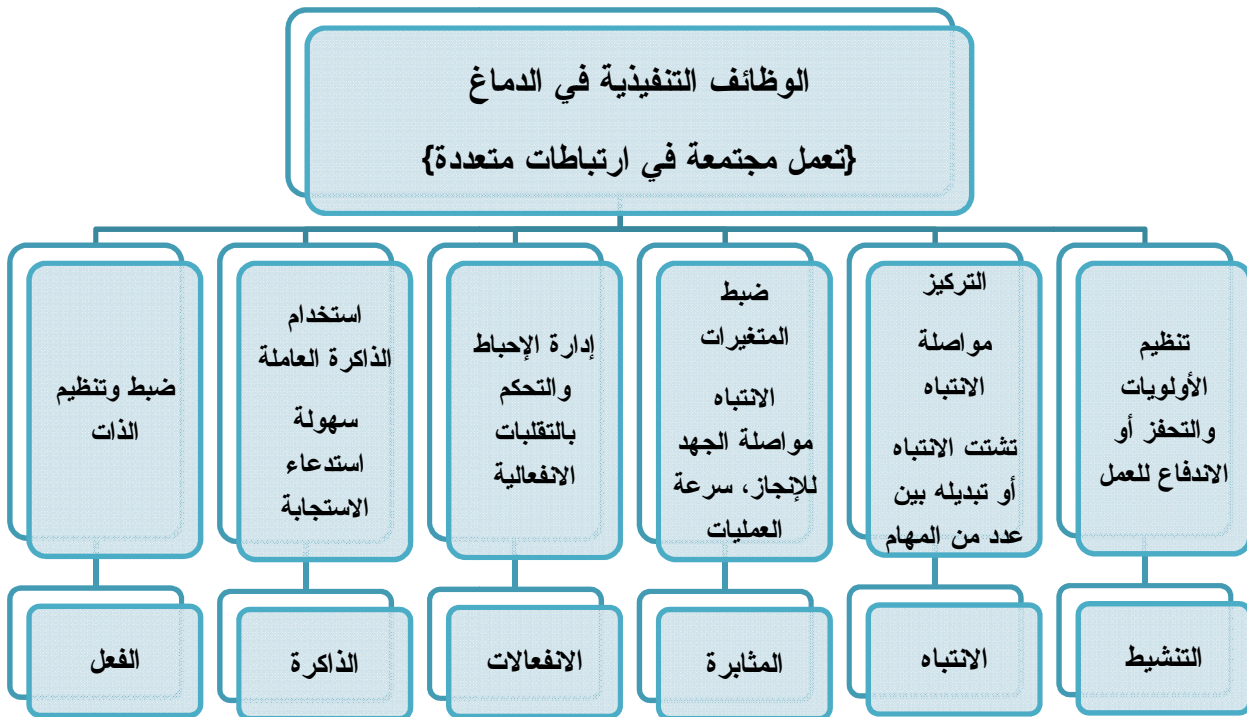 الوظائف التنفيذية في الدماغ
{تعمل مجتمعة في ارتباطات متعددة}
تنظيم
الأولويات
والتحفز أو
الاندفاع للعمل
التركيز
مواصلة
الانتباه
تشتت الانتباه
أو تبديله بين
عدد من المهام
ضبط
المتغيرات
الانتباه
مواصلة الجهد
للإنجاز، سرعة
العمليات
إدارة الإحباط
والتحكم
بالتقلبات
الانفعالية
استخدام
الذاكرة العاملة
سهولة
استدعاء
الاستجابة
ضبط وتنظيم
الذات
التنشيط
الانتباه
المثابرة
الانفعالات
الذاكرة
الفعل